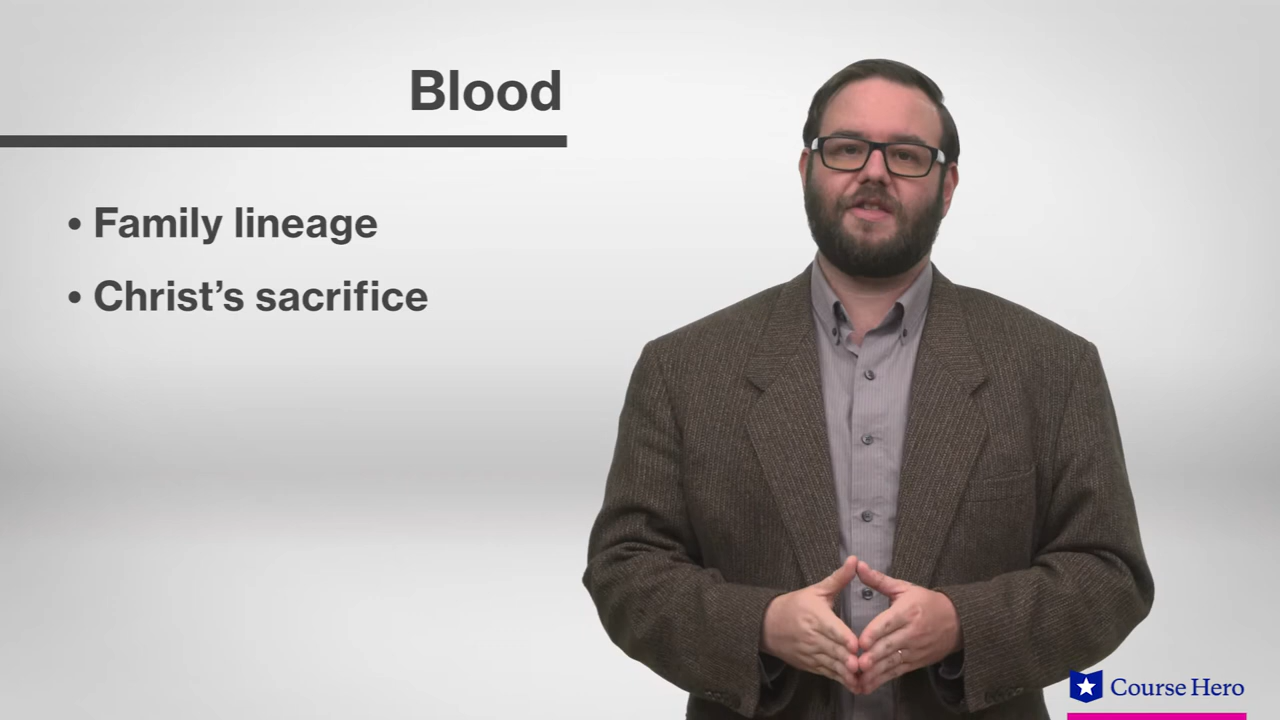 Blood
• Family lineage
• Christ’s sacrifice
Course Hero